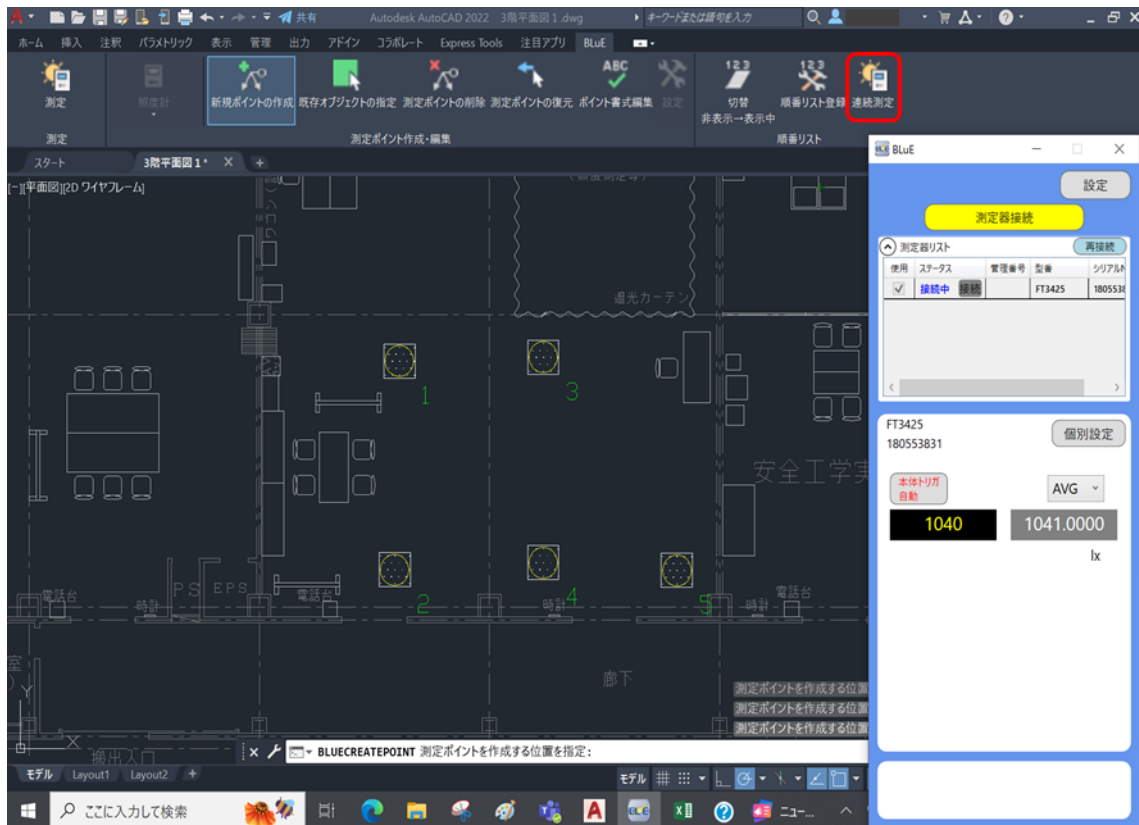 共有 Autodesk AutoCAD 2022 3階平面図1.dwg キーワードまたは語句を入力
ホーム 挿入 注釈 パラメトリック 表示 管理 出力 アドイン コラボレート Express Tools 注目アプリ BLuE
測定 照度計 新規ポイントの作成 既存オブジェクトの指定 測定ポイントの削除 測定ポイントの復元 ABC ポイント書式編集 設定 123 切替 123 順番リスト登録 連続測定
非表示→表示中
測定 測定ポイント作成・編集 順番リスト
スタート 3階平面図1* X +
[-][平面図][2D ワイヤフレーム]
遮光カーテン
1
3
安全工学実
PS EPS
電話台
時計
電話台
2
時計
4
5
時計
電話台
廊下
室
Y
X
搬出入口
測定ポイントを作成する位置
測定ポイントを作成する位置
測定ポイントを作成する位置
BLUECREATEPOINT 測定ポイントを作成する位置を指定:
モデル Layout1 Layout2 +
モデル
ここに入力して検索
ニュー...
BLuE
設定
測定器接続
測定器リスト 再接続
使用 ステータス 管理番号 型番 シリアルN
接続中 接続 FT3425 1805538
FT3425
180553831
個別設定
本体トリガ
自動
AVG
1040 1041.0000
lx